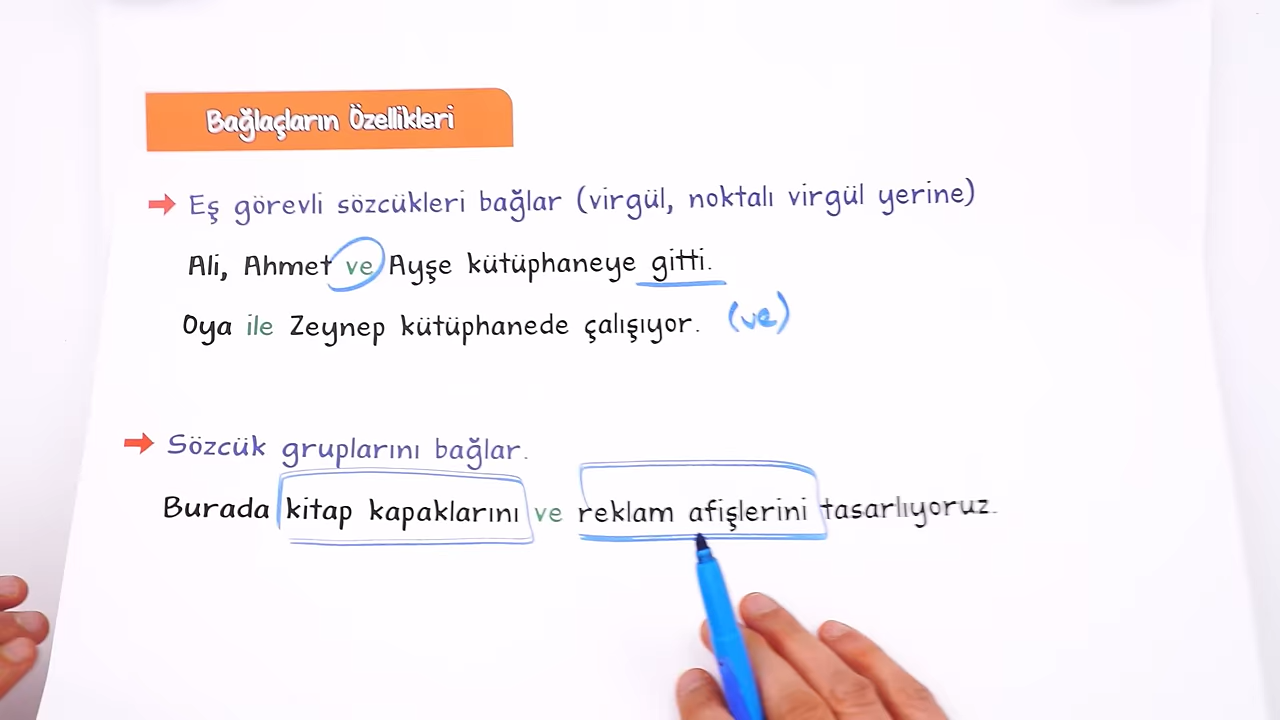 Bağlaçların Özellikleri
Eş görevli sözcükleri bağlar (virgül, noktalı virgül yerine)
Ali, Ahmet ve Ayşe kütüphaneye gitti.
Oya ile Zeynep kütüphanede çalışıyor. (ve)
Sözcük gruplarını bağlar.
Burada kitap kapaklarını ve reklam afişlerini tasarlıyoruz.